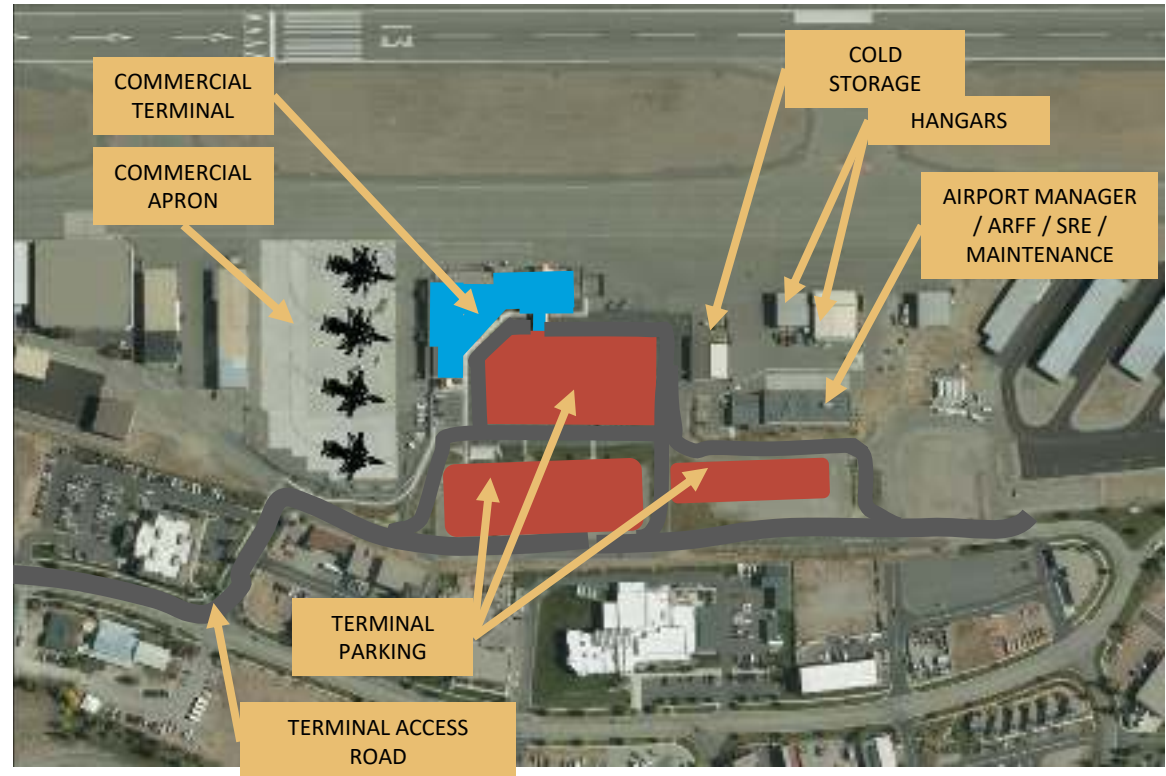 COMMERCIAL
TERMINAL
COMMERCIAL
APRON
COLD
STORAGE
HANGARS
AIRPORT MANAGER
/ ARFF / SRE /
MAINTENANCE
TERMINAL
PARKING
TERMINAL ACCESS
ROAD